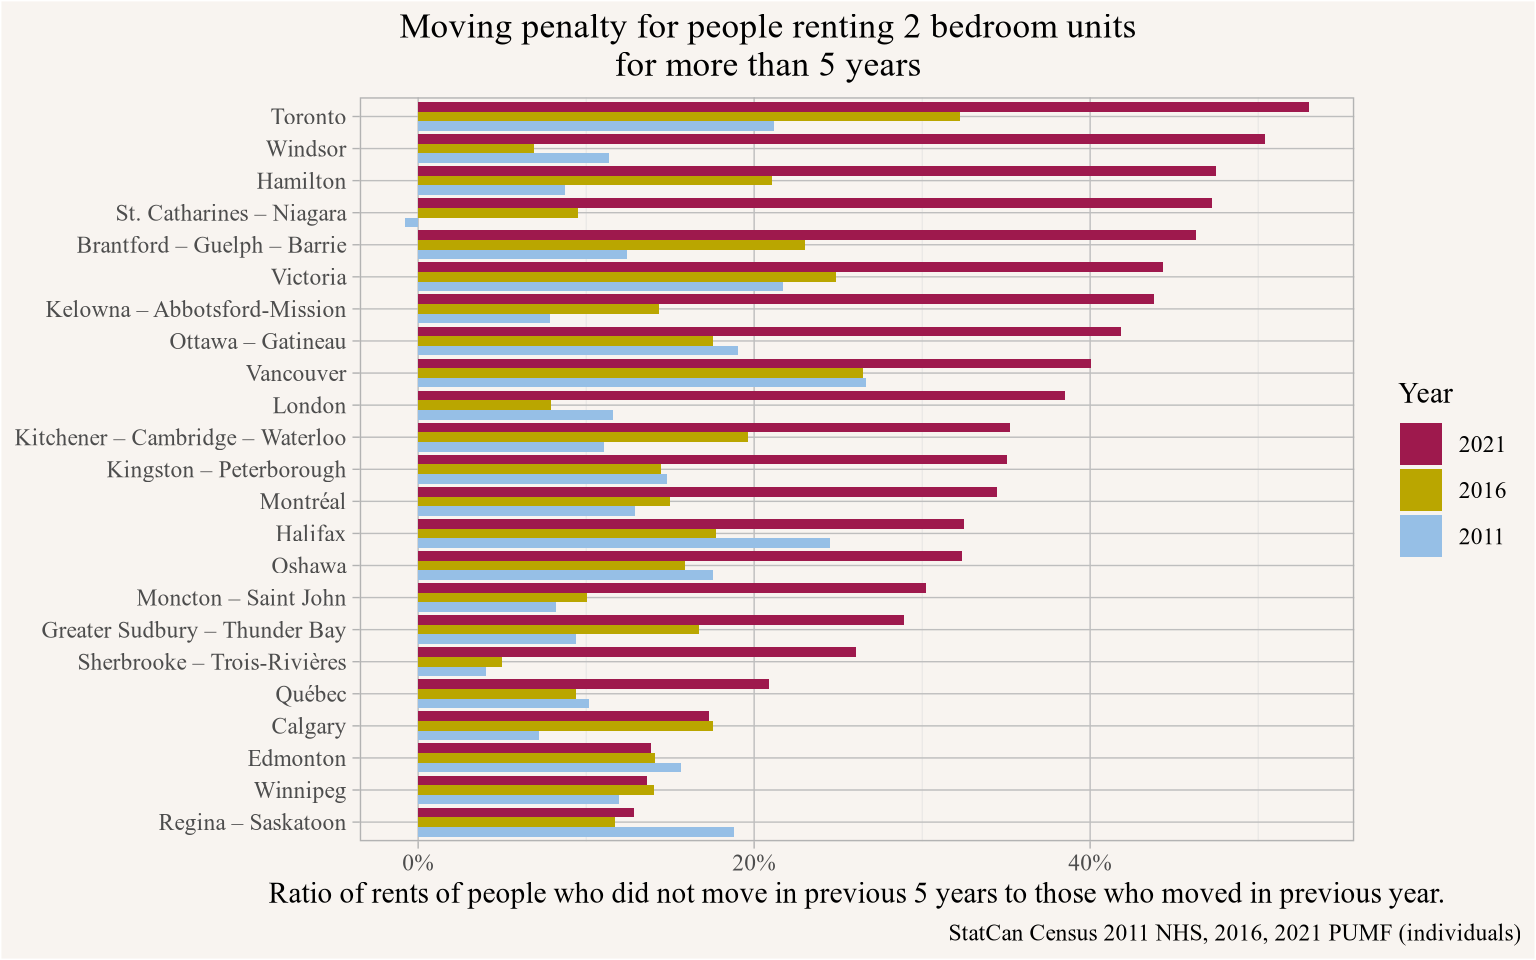 Moving penalty for people renting 2 bedroom units
for more than 5 years
Toronto
Windsor
Hamilton
St. Catharines – Niagara
Brantford – Guelph – Barrie
Victoria
Kelowna – Abbotsford-Mission
Ottawa – Gatineau
Vancouver
London
Kitchener – Cambridge – Waterloo
Kingston – Peterborough
Montréal
Halifax
Oshawa
Moncton – Saint John
Greater Sudbury – Thunder Bay
Sherbrooke – Trois-Rivières
Québec
Calgary
Edmonton
Winnipeg
Regina – Saskatoon
0% 20% 40%
Ratio of rents of people who did not move in previous 5 years to those who moved in previous year.
Year
2021
2016
2011
StatCan Census 2011 NHS, 2016, 2021 PUMF (individuals)